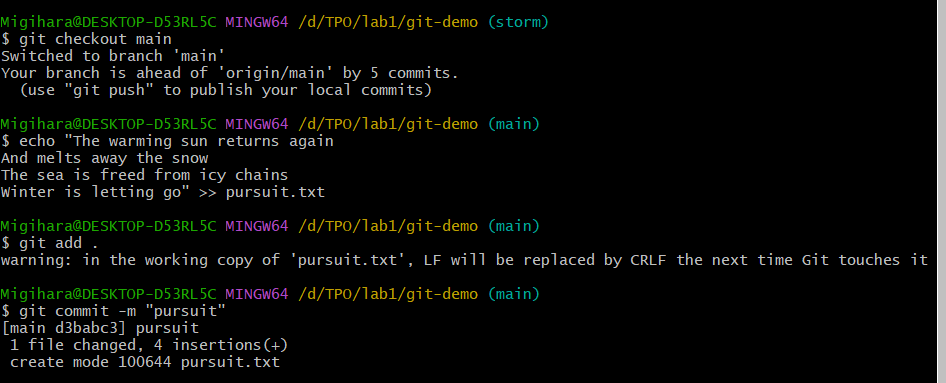 Migihara@DESKTOP-D53RL5C MINGW64 /d/TPO/lab1/git-demo (storm)
$ git checkout main
Switched to branch 'main'
Your branch is ahead of 'origin/main' by 5 commits.
  (use "git push" to publish your local commits)
Migihara@DESKTOP-D53RL5C MINGW64 /d/TPO/lab1/git-demo (main)
$ echo "The warming sun returns again
And melts away the snow
The sea is freed from icy chains
Winter is letting go" >> pursuit.txt
Migihara@DESKTOP-D53RL5C MINGW64 /d/TPO/lab1/git-demo (main)
$ git add .
warning: in the working copy of 'pursuit.txt', LF will be replaced by CRLF the next time Git touches it
Migihara@DESKTOP-D53RL5C MINGW64 /d/TPO/lab1/git-demo (main)
$ git commit -m "pursuit"
[main d3babc3] pursuit
 1 file changed, 4 insertions(+)
 create mode 100644 pursuit.txt